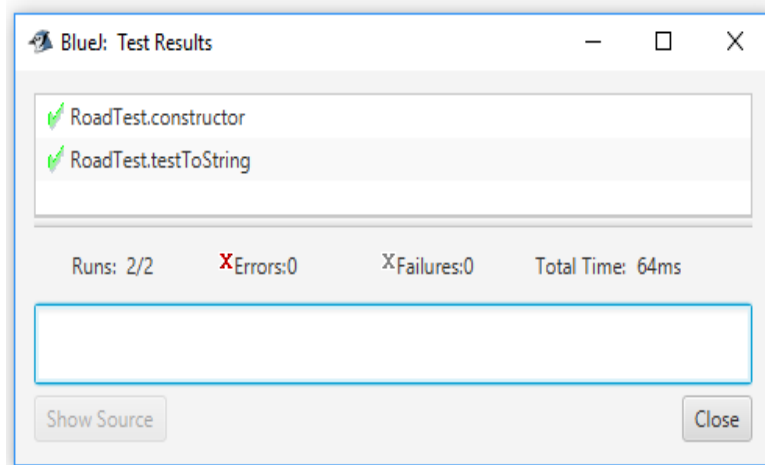 BlueJ: Test Results
RoadTest.constructor
RoadTest.testToString
Runs: 2/2 X Errors:0 X Failures:0 Total Time: 64ms
Show Source Close